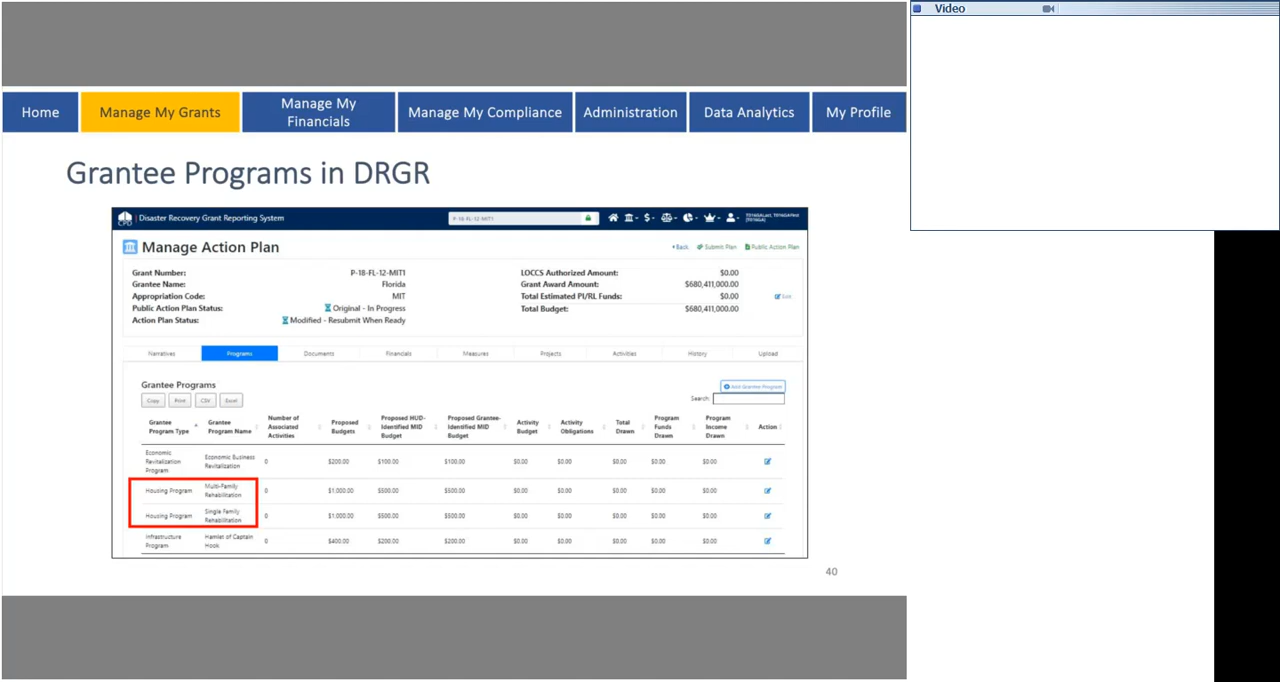 Video
Home
Manage My Grants
Manage My
Financials
Manage My Compliance
Administration
Data Analytics
My Profile
Grantee Programs in DRGR
CPD
Disaster Recovery Grant Reporting System
P-18-FL-12-MIT1
Manage Action Plan
Back
Submit Plan
Public Action Plan
Grant Number: P-18-FL-12-MIT1
Grantee Name: Florida
Appropriation Code: MIT
Public Action Plan Status: Original - In Progress
Action Plan Status: Modified - Resubmit When Ready
LOCCS Authorized Amount: $0.00
Grant Award Amount: $680,411,000.00
Total Estimated PI/RL Funds: $0.00
Edit
Total Budget: $680,411,000.00
Narratives
Programs
Documents
Financials
Measures
Projects
Activities
History
Upload
Grantee Programs
Add Grantee Program
Copy
Print
CSV
Excel
Search:
Grantee
Program Type
Grantee
Program Name
Number of
Associated
Activities
Proposed
Budgets
Proposed HUD-
Identified MID
Budget
Proposed Grantee-
Identified MID
Budget
Activity
Budget
Activity
Obligations
Total
Drawn
Program
Funds
Drawn
Program
Income
Drawn
Action
Economic
Revitalization
Program
Economic Business
Revitalization
0 $200.00 $100.00 $100.00 $0.00 $0.00 $0.00 $0.00 $0.00
Housing Program
Multi-Family
Rehabilitation
0 $1,000.00 $500.00 $500.00 $0.00 $0.00 $0.00 $0.00 $0.00
Housing Program
Single Family
Rehabilitation
0 $1,000.00 $500.00 $500.00 $0.00 $0.00 $0.00 $0.00 $0.00
Infrastructure
Program
Hamlet of Captain
Hook
0 $400.00 $200.00 $200.00 $0.00 $0.00 $0.00 $0.00 $0.00
40